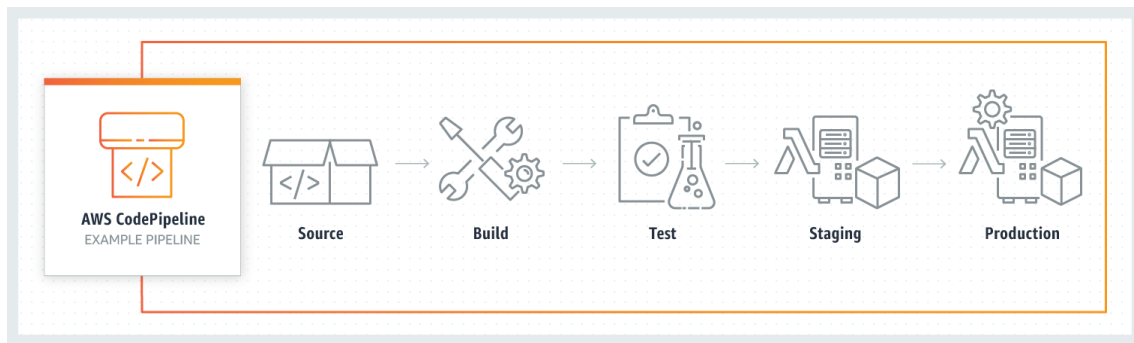 AWS CodePipeline
EXAMPLE PIPELINE
</>
</>
Source
Build
Test
Staging
Production